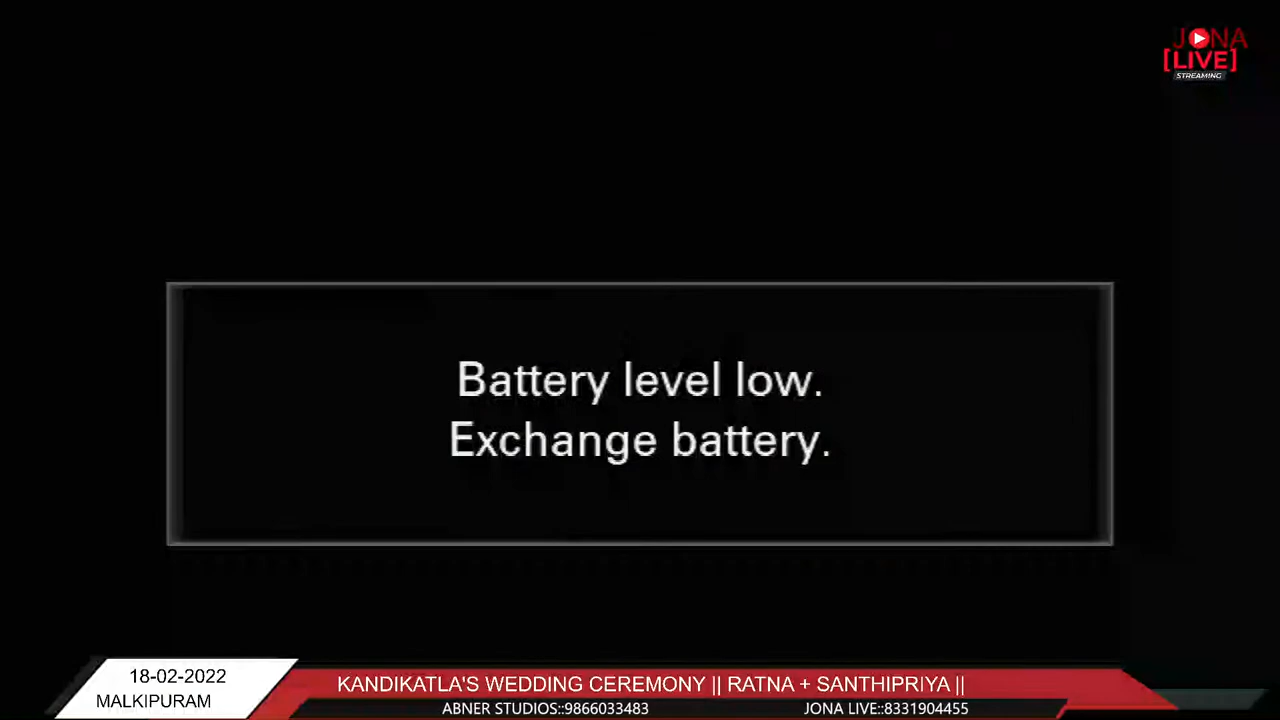 JONA
[LIVE]
STREAMING
Battery level low.
Exchange battery.
18-02-2022
MALKIPURAM
KANDIKATLA'S WEDDING CEREMONY || RATNA + SANTHIPRIYA ||
ABNER STUDIOS::9866033483
JONA LIVE::8331904455